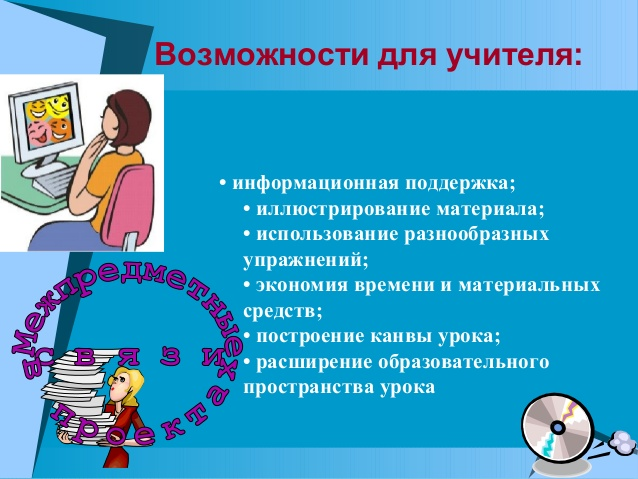 Возможности для учителя:
• информационная поддержка;
• иллюстрирование материала;
• использование разнообразных
упражнений;
• экономия времени и материальных
средств;
• построение канвы урока;
• расширение образовательного
пространства урока
межпредметные
связи
проекта